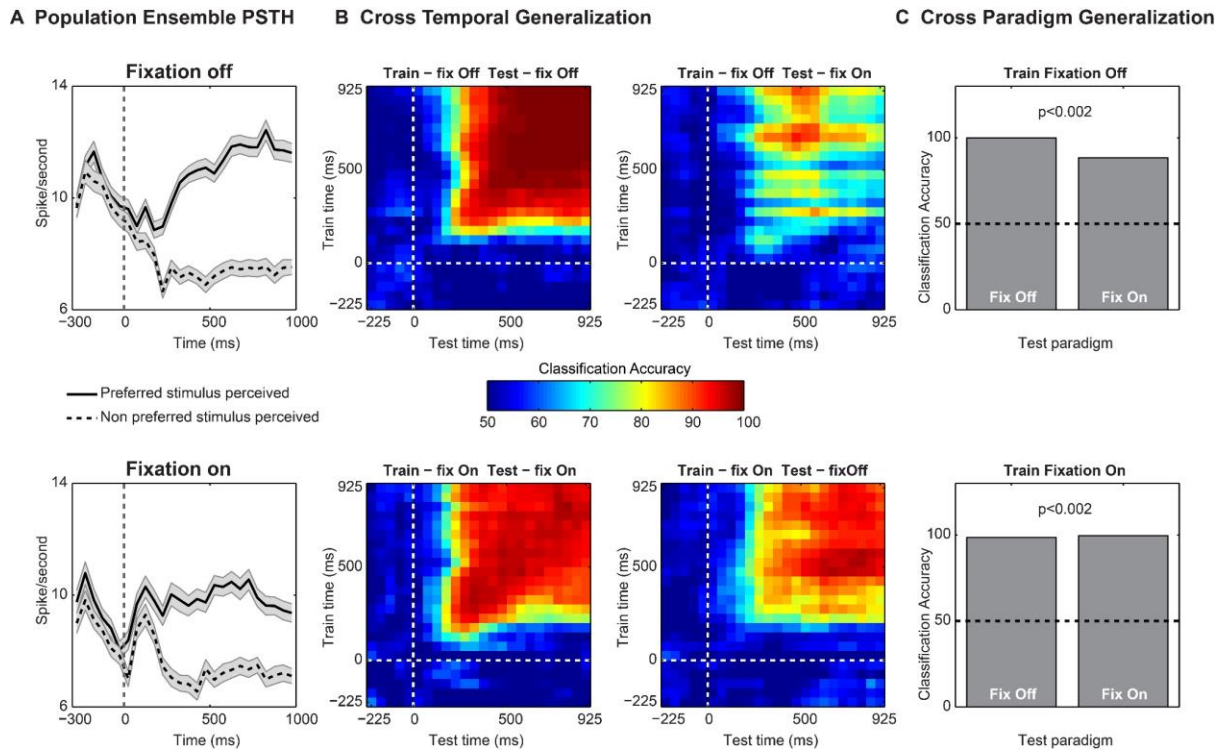 A Population Ensemble PSTH
B Cross Temporal Generalization
C Cross Paradigm Generalization
Fixation off
14
10
6
Spike/second
−300
0
500
1000
Time (ms)
Train − fix Off Test − fix Off
925
500
0
−225
Train time (ms)
−225
0
500
925
Test time (ms)
Train − fix Off Test − fix On
925
500
0
−225
Train time (ms)
−225
0
500
925
Test time (ms)
Train Fixation Off
p<0.002
100
50
0
Classification Accuracy
Fix Off
Fix On
Test paradigm
Preferred stimulus perceived
Non preferred stimulus perceived
Classification Accuracy
50
60
70
80
90
100
Fixation on
14
10
6
Spike/second
−300
0
500
1000
Time (ms)
Train − fix On Test − fix On
925
500
0
−225
Train time (ms)
−225
0
500
925
Test time (ms)
Train − fix On Test − fixOff
925
500
0
−225
Train time (ms)
−225
0
500
925
Test time (ms)
Train Fixation On
p<0.002
100
50
0
Classification Accuracy
Fix Off
Fix On
Test paradigm